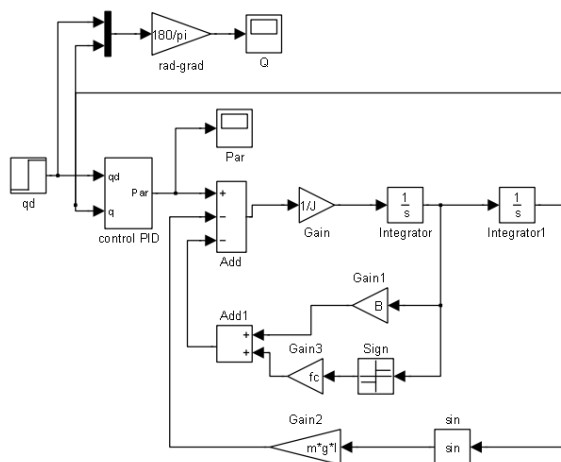 180/pi
rad-grad
Q
Par
qd
qd
q
Par
control PID
+
−
−
Add
1/J
Gain
1
s
Integrator
1
s
Integrator1
Gain1
B
Add1
+
+
Gain3
fc
Sign
Gain2
m*g*l
sin
sin